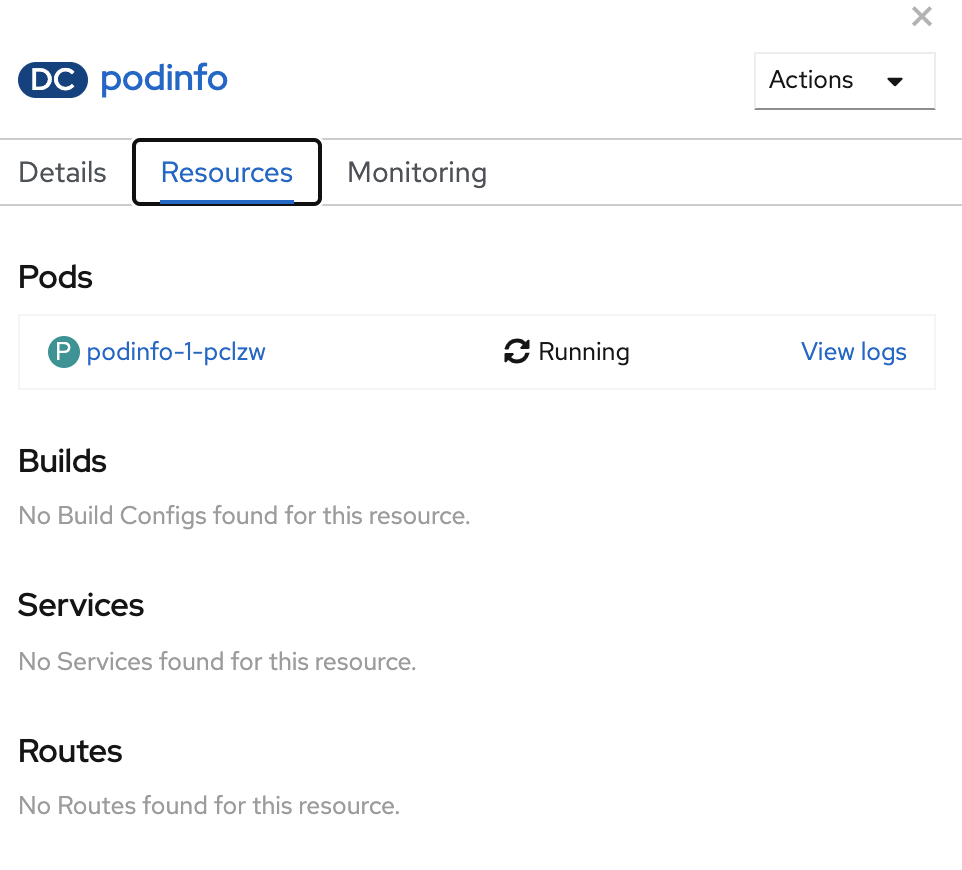 DC podinfo
Actions
Details Resources Monitoring
Pods
P podinfo-1-pclzw Running View logs
Builds
No Build Configs found for this resource.
Services
No Services found for this resource.
Routes
No Routes found for this resource.